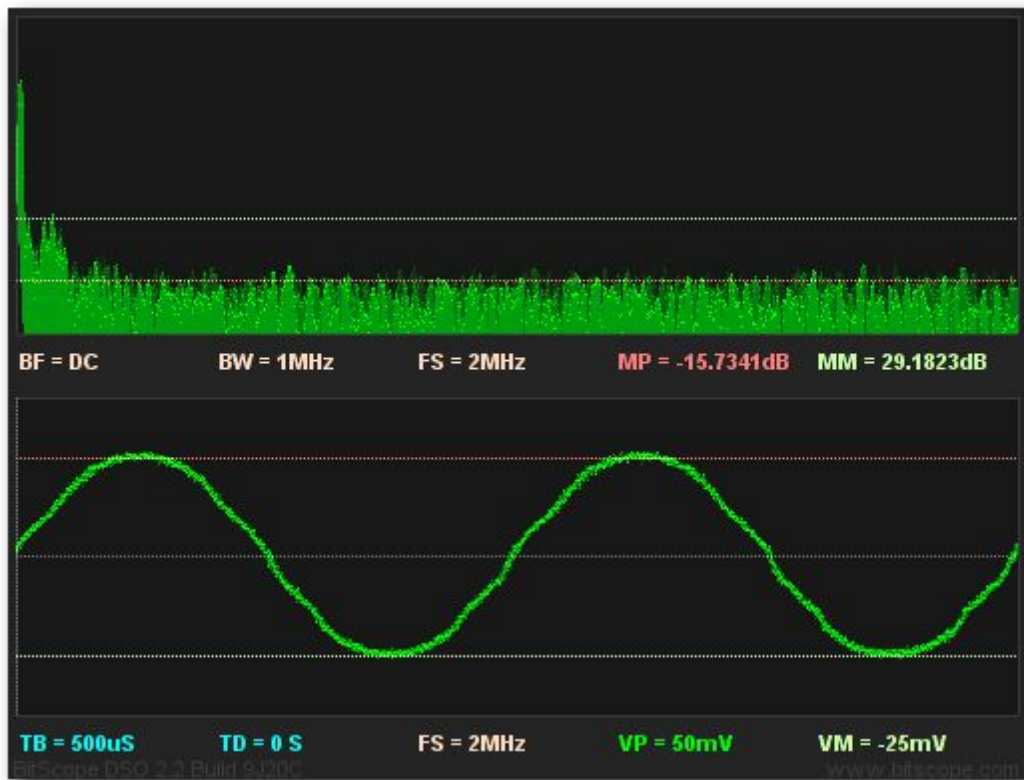 BF = DC BW = 1MHz FS = 2MHz MP = -15.7341dB MM = 29.1823dB
TB = 500uS TD = 0 S FS = 2MHz VP = 50mV VM = -25mV
BitScope DSO 2.2 Build 9J20C www.bitscope.com